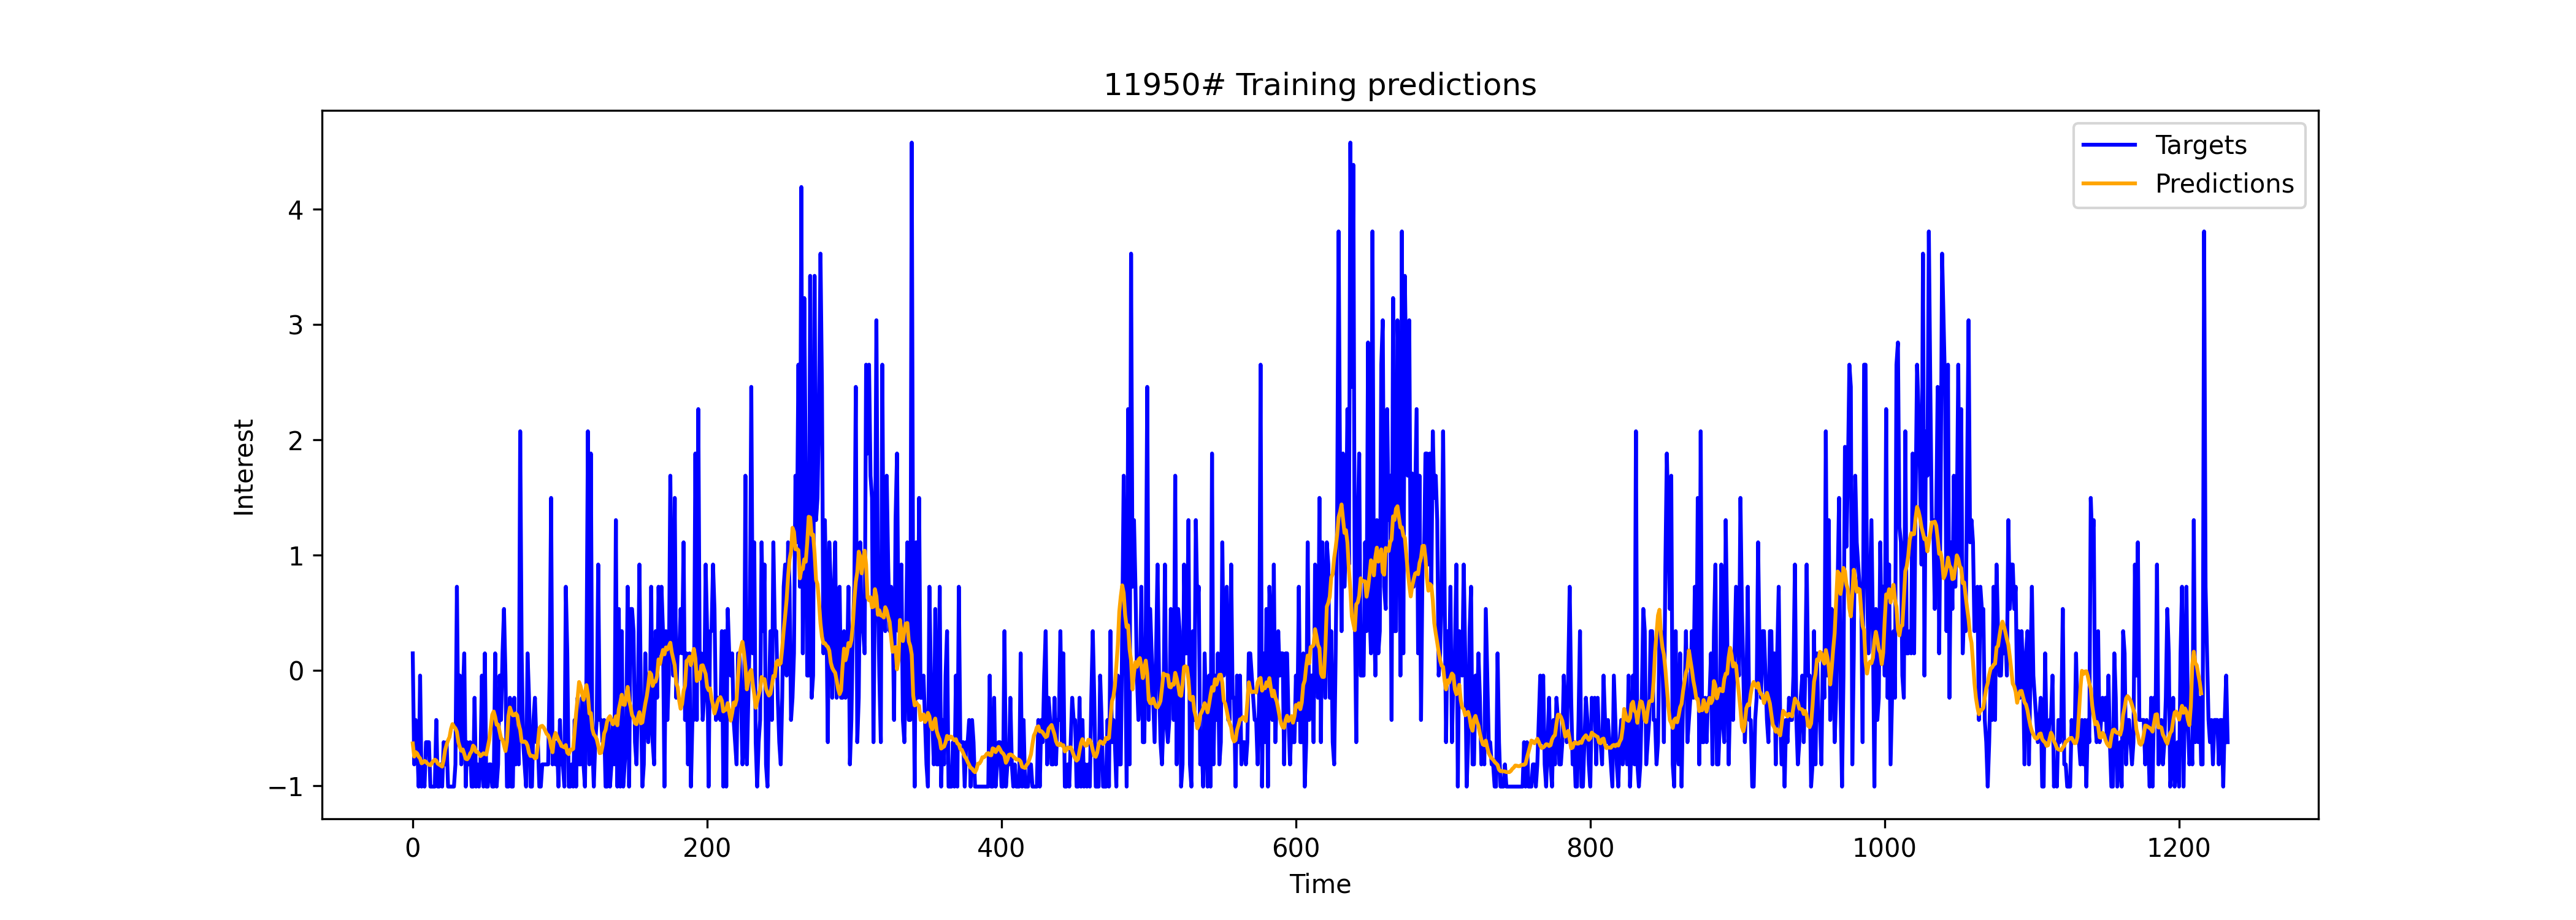 11950# Training predictions
Targets
Predictions
Interest
4
3
2
1
0
−1
0
200
400
600
800
1000
1200
Time